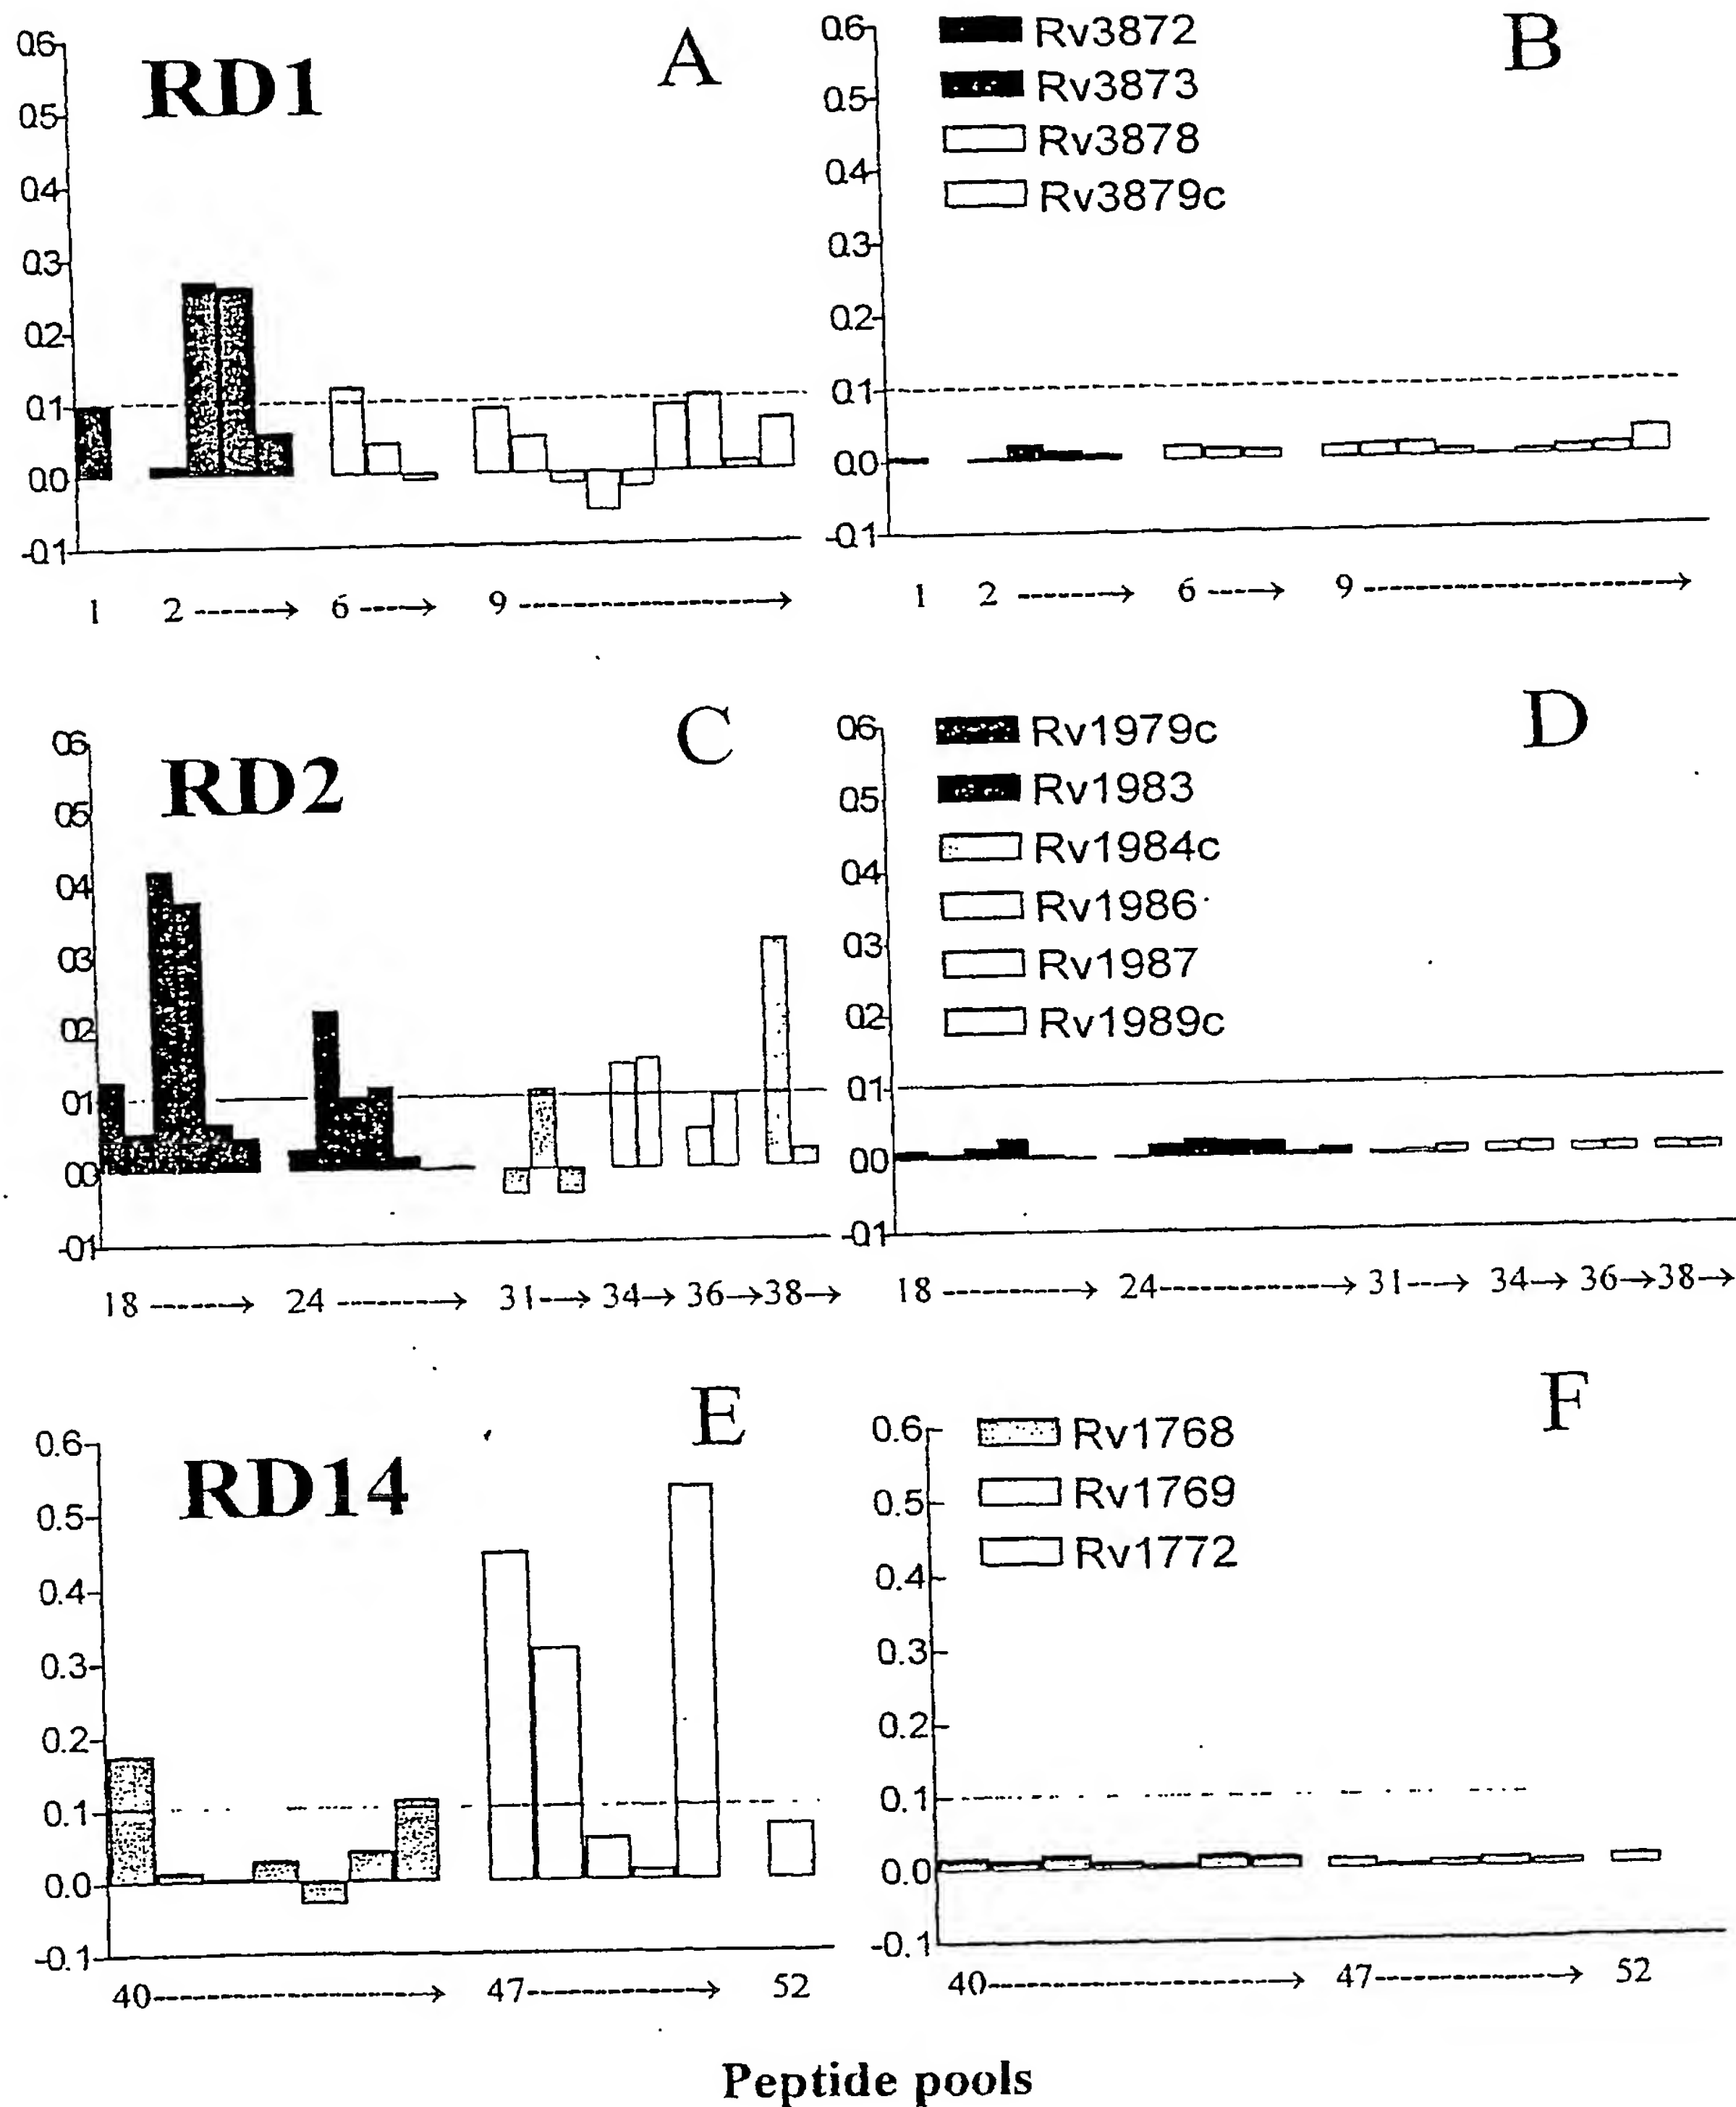 RD1
A
0.6
0.5
0.4
0.3
0.2
0.1
0.0
-0.1
1 2 6 9
B
Rv3872
Rv3873
Rv3878
Rv3879c
0.6
0.5
0.4
0.3
0.2
0.1
0.0
-0.1
1 2 6 9
RD2
C
0.6
0.5
0.4
0.3
0.2
0.1
0.0
-0.1
18 24 31 34 36 38
D
Rv1979c
Rv1983
Rv1984c
Rv1986
Rv1987
Rv1989c
0.6
0.5
0.4
0.3
0.2
0.1
0.0
-0.1
18 24 31 34 36 38
RD14
E
0.6
0.5
0.4
0.3
0.2
0.1
0.0
-0.1
40 47 52
F
Rv1768
Rv1769
Rv1772
0.6
0.5
0.4
0.3
0.2
0.1
0.0
-0.1
40 47 52
Peptide pools